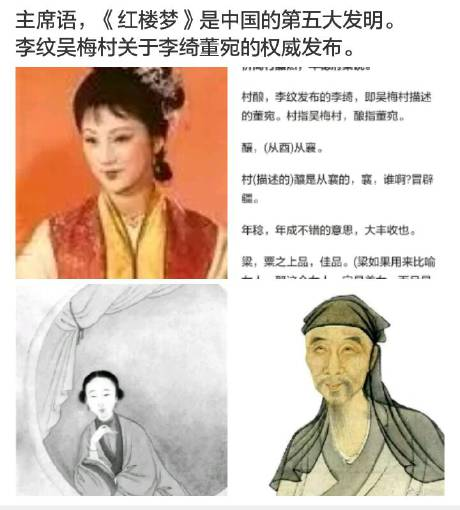 主席语，《红楼梦》是中国的第五大发明。
李纹吴梅村关于李绮董宛的权威发布。
村酿，李纹发布的李绮，即吴梅村描述
的董宛。村指吴梅村，酿指董宛。
釀，(从酉)从襄。
村(描述的)釀是从襄的，襄，谁啊?冒辟
疆。
年稔，年成不错的意思，大丰收也。
梁，粟之上品，佳品。(梁如果用来比喻